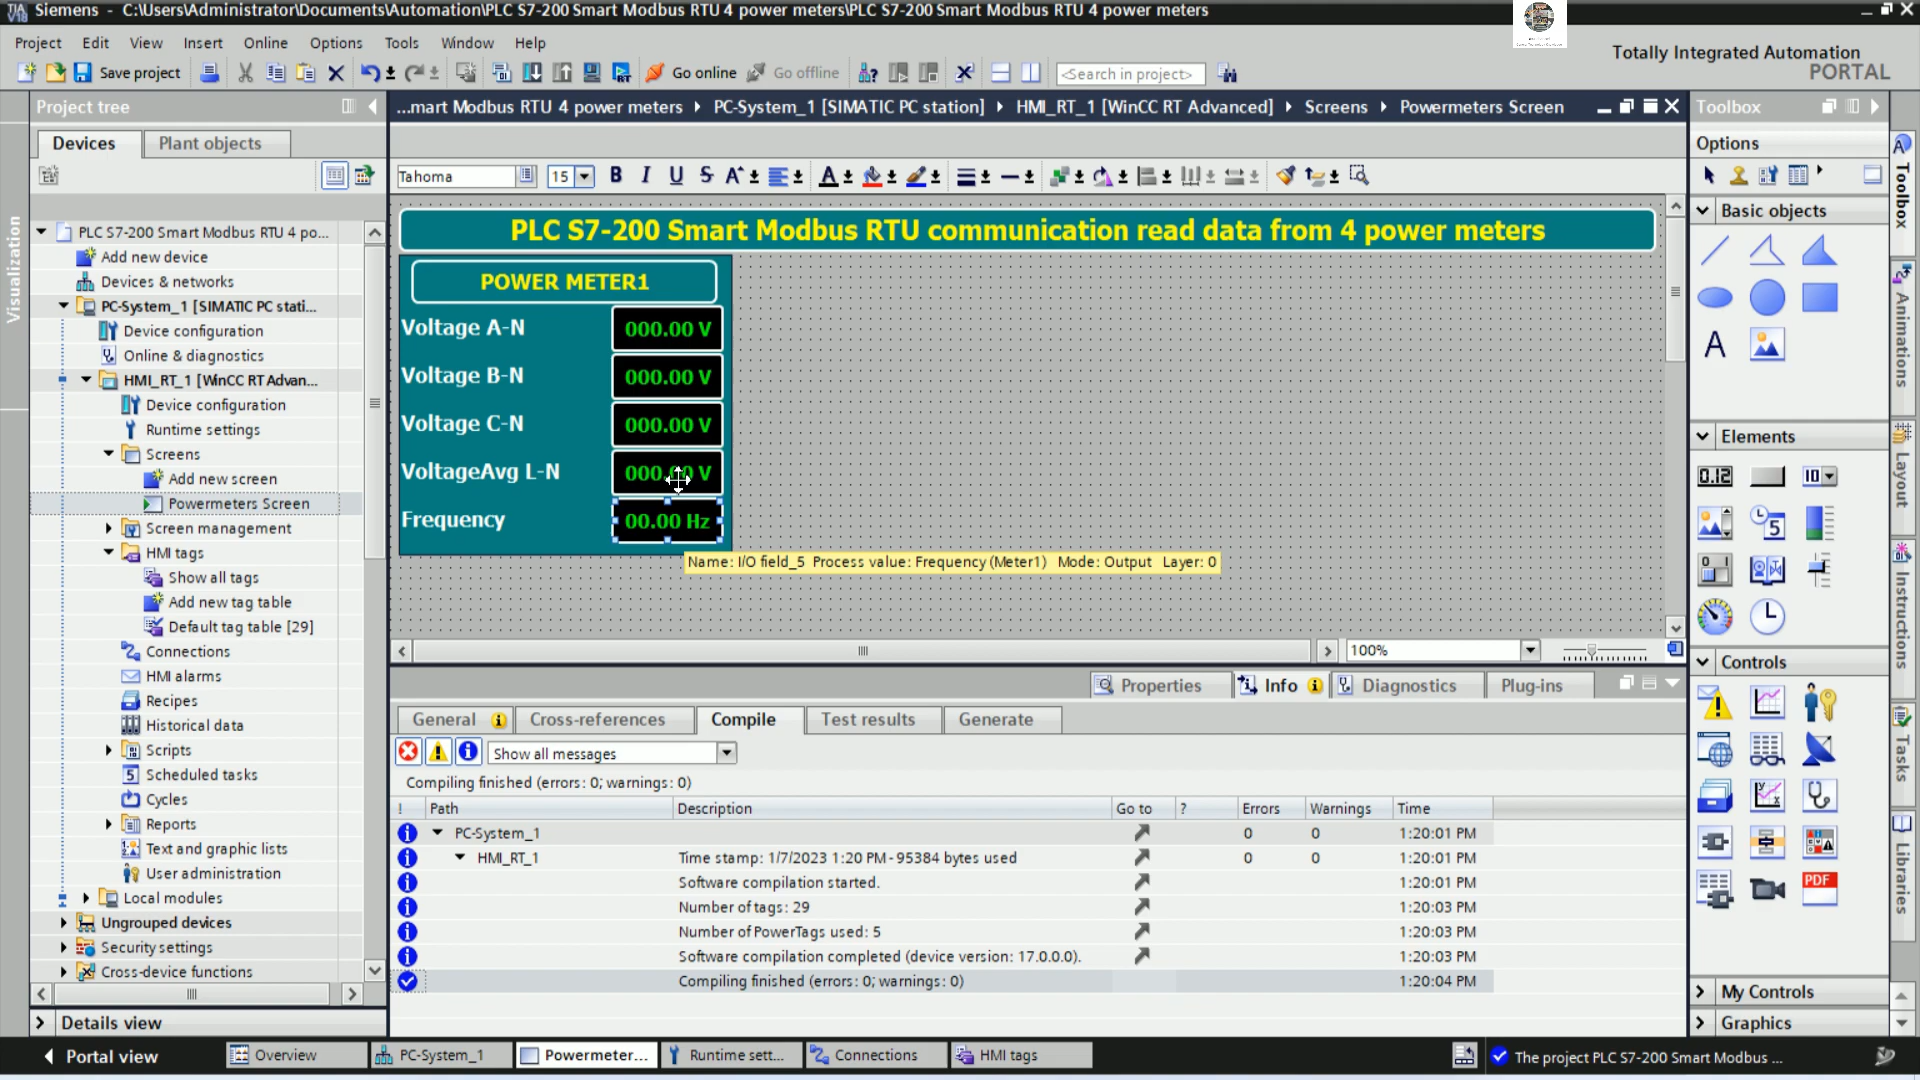 Siemens - C:\Users\Administrator\Documents\Automation\PLC S7-200 Smart Modbus RTU 4 power meters\PLC S7-200 Smart Modbus RTU 4 power meters
Project Edit View Insert Online Options Tools Window Help
Totally Integrated Automation
PORTAL
Save project
Go online
Go offline
<Search in project>
Project tree
...mart Modbus RTU 4 power meters
PC-System_1 [SIMATIC PC station]
HMI_RT_1 [WinCC RT Advanced]
Screens
Powermeters Screen
Toolbox
Devices
Plant objects
Options
Tahoma
15
B I U S A
Visualization
PLC S7-200 Smart Modbus RTU 4 po...
Add new device
Devices & networks
PC-System_1 [SIMATIC PC stati...
Device configuration
Online & diagnostics
HMI_RT_1 [WinCC RT Advan...
Device configuration
Runtime settings
Screens
Add new screen
Powermeters Screen
Screen management
HMI tags
Show all tags
Add new tag table
Default tag table [29]
Connections
HMI alarms
Recipes
Historical data
Scripts
Scheduled tasks
Cycles
Reports
Text and graphic lists
User administration
Local modules
Ungrouped devices
Security settings
Cross-device functions
Details view
PLC S7-200 Smart Modbus RTU communication read data from 4 power meters
POWER METER1
Voltage A-N 000.00 V
Voltage B-N 000.00 V
Voltage C-N 000.00 V
VoltageAvg L-N 000.00 V
Frequency 00.00 Hz
Name: I/O field_5 Process value: Frequency (Meter1) Mode: Output Layer: 0
100%
Properties
Info
Diagnostics
Plug-ins
General
Cross-references
Compile
Test results
Generate
Show all messages
Compiling finished (errors: 0; warnings: 0)
! Path Description Go to ? Errors Warnings Time
PC-System_1 0 0 1:20:01 PM
HMI_RT_1 Time stamp: 1/7/2023 1:20 PM - 95384 bytes used 0 0 1:20:01 PM
Software compilation started. 1:20:01 PM
Number of tags: 29 1:20:03 PM
Number of PowerTags used: 5 1:20:03 PM
Software compilation completed (device version: 17.0.0.0). 1:20:03 PM
Compiling finished (errors: 0; warnings: 0) 1:20:04 PM
Basic objects
A
Elements
0.12
10
5
Controls
PDF
My Controls
Graphics
Toolbox
Animations
Layout
Instructions
Tasks
Libraries
Portal view
Overview
PC-System_1
Powermeter...
Runtime sett...
Connections
HMI tags
The project PLC S7-200 Smart Modbus ...